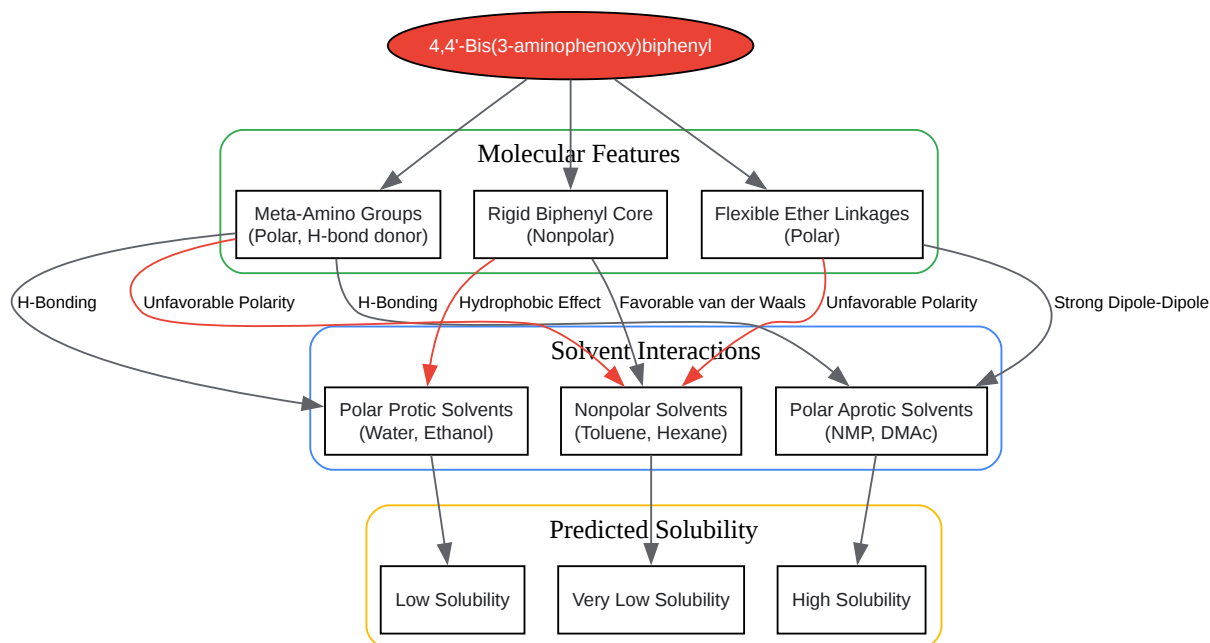 4,4'-Bis(3-aminophenoxy)biphenyl
Molecular Features
Meta-Amino Groups
(Polar, H-bond donor)
Rigid Biphenyl Core
(Nonpolar)
Flexible Ether Linkages
(Polar)
H-Bonding
Unfavorable Polarity
H-Bonding
Hydrophobic Effect
Favorable van der Waals
Unfavorable Polarity
Strong Dipole-Dipole
Solvent Interactions
Polar Protic Solvents
(Water, Ethanol)
Nonpolar Solvents
(Toluene, Hexane)
Polar Aprotic Solvents
(NMP, DMAc)
Predicted Solubility
Low Solubility
Very Low Solubility
High Solubility